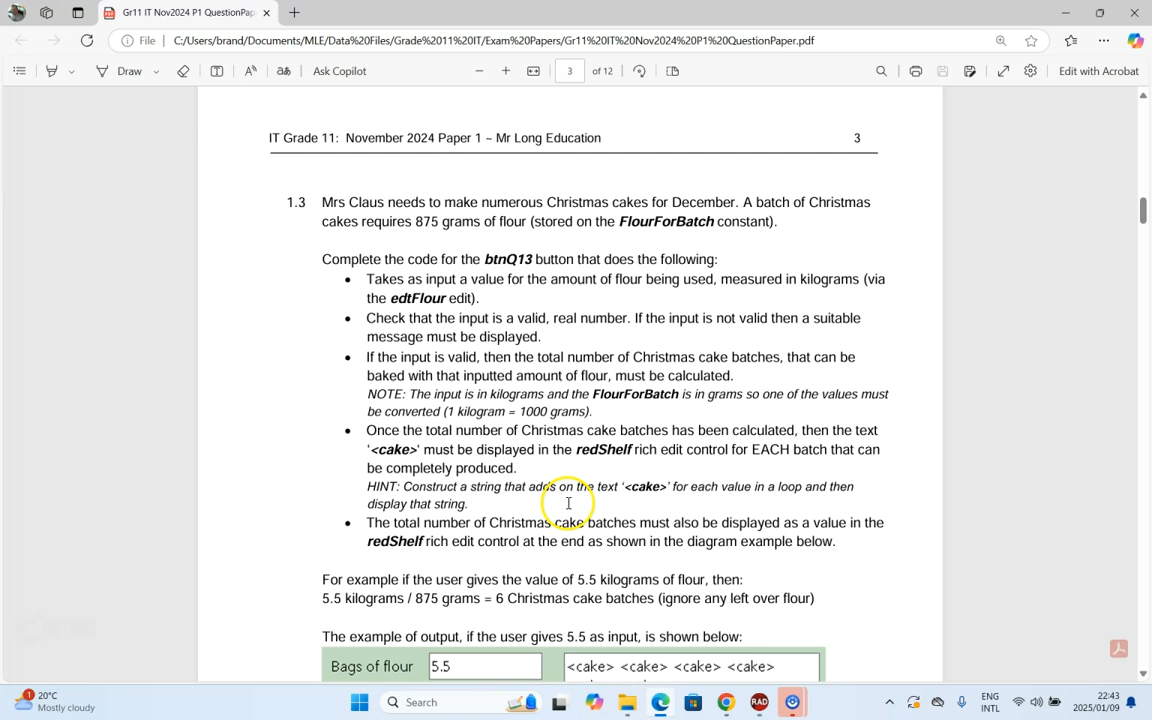 Gr11 IT Nov2024 P1 QuestionPap
File C:/Users/brand/Documents/MLE/Data%20Files/Grade%2011%20IT/Exam%20Papers/Gr11%20IT%20Nov2024%20P1%20QuestionPaper.pdf
Draw Ask Copilot 3 of 12 Edit with Acrobat
IT Grade 11: November 2024 Paper 1 ~ Mr Long Education 3
1.3 Mrs Claus needs to make numerous Christmas cakes for December. A batch of Christmas
cakes requires 875 grams of flour (stored on the FlourForBatch constant).
Complete the code for the btnQ13 button that does the following:
• Takes as input a value for the amount of flour being used, measured in kilograms (via
the edtFlour edit).
• Check that the input is a valid, real number. If the input is not valid then a suitable
message must be displayed.
• If the input is valid, then the total number of Christmas cake batches, that can be
baked with that inputted amount of flour, must be calculated.
NOTE: The input is in kilograms and the FlourForBatch is in grams so one of the values must
be converted (1 kilogram = 1000 grams).
• Once the total number of Christmas cake batches has been calculated, then the text
‘<cake>‘ must be displayed in the redShelf rich edit control for EACH batch that can
be completely produced.
HINT: Construct a string that adds on the text ‘<cake>’ for each value in a loop and then
display that string.
• The total number of Christmas cake batches must also be displayed as a value in the
redShelf rich edit control at the end as shown in the diagram example below.
For example if the user gives the value of 5.5 kilograms of flour, then:
5.5 kilograms / 875 grams = 6 Christmas cake batches (ignore any left over flour)
The example of output, if the user gives 5.5 as input, is shown below:
Bags of flour 5.5 <cake> <cake> <cake> <cake>
20°C
Mostly cloudy
Search
RAD
ENG
INTL
22:43
2025/01/09